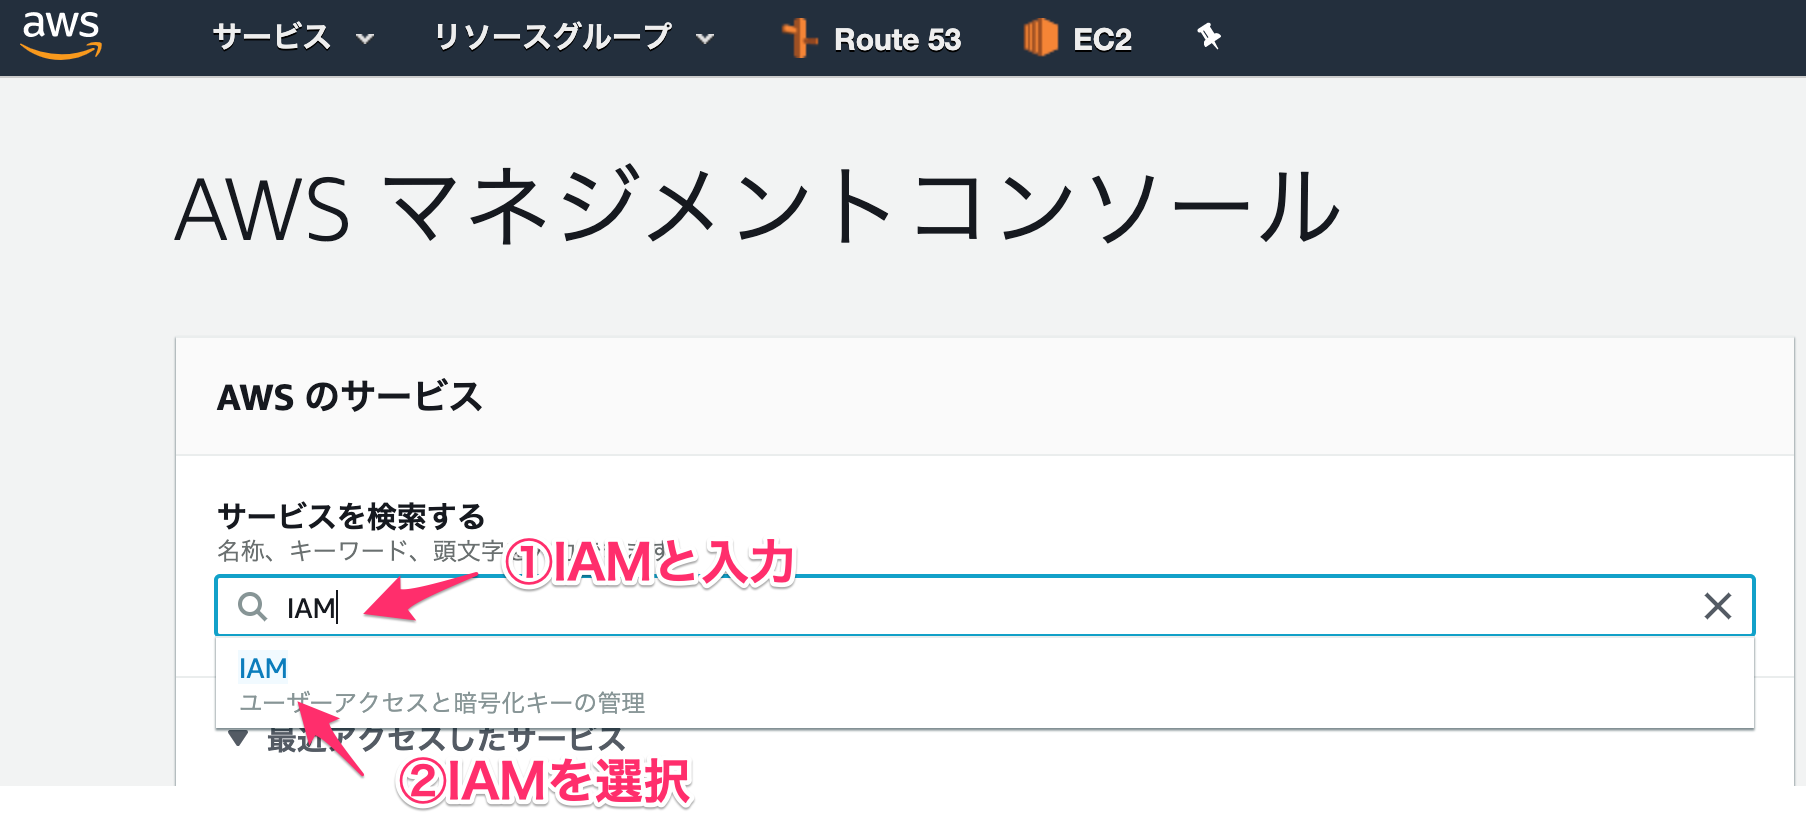 aws サービス リソースグループ Route 53 EC2
AWS マネジメントコンソール
AWS のサービス
サービスを検索する
名称、キーワード、頭文字
①IAMと入力
IAM
IAM
ユーザーアクセスと暗号化キーの管理
最近アクセスしたサービス
②IAMを選択